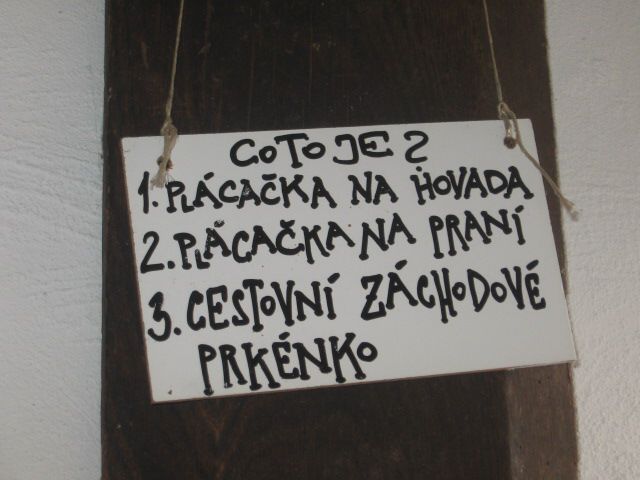 CO TO JE?
1. PLÁCAČKA NA HOVADA
2. PLÁCAČKA NA PRANÍ
3. CESTOVNÍ ZÁCHODOVÉ
PRKÉNKO